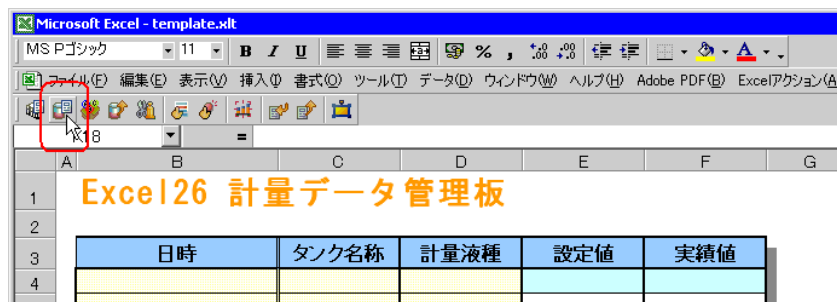 Microsoft Excel - template.xlt
MS Pゴシック 11 B I U % ,
ファイル(F) 編集(E) 表示(V) 挿入(I) 書式(O) ツール(T) データ(D) ウィンドウ(W) ヘルプ(H) Adobe PDF(B) Excelアクション(A
K18 =
A B C D E F G
1 Excel26 計量データ管理板
2
3 日時 タンク名称 計量液種 設定値 実績値
4